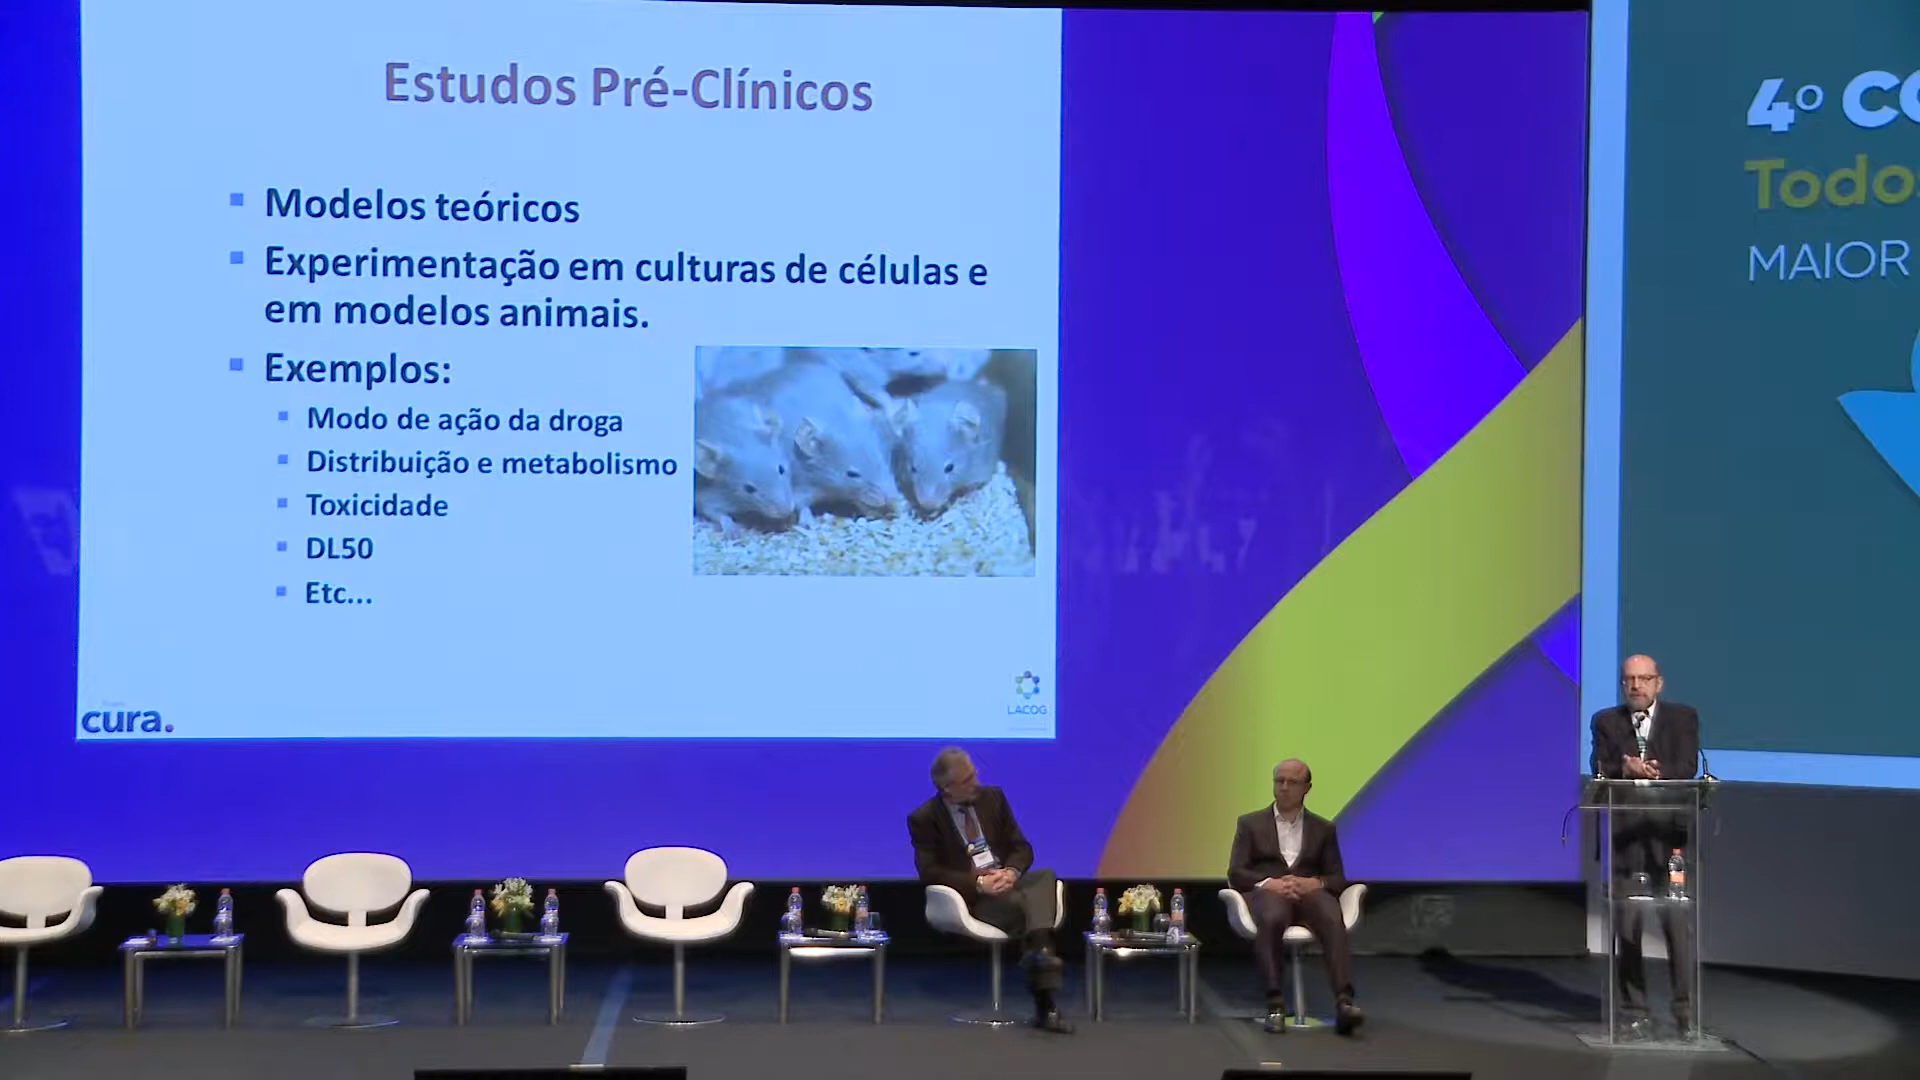 Estudos Pré-Clínicos
Modelos teóricos
Experimentação em culturas de células e
em modelos animais.
Exemplos:
Modo de ação da droga
Distribuição e metabolismo
Toxicidade
DL50
Etc...
cura.
LACOG
4º CO
Todos
MAIOR